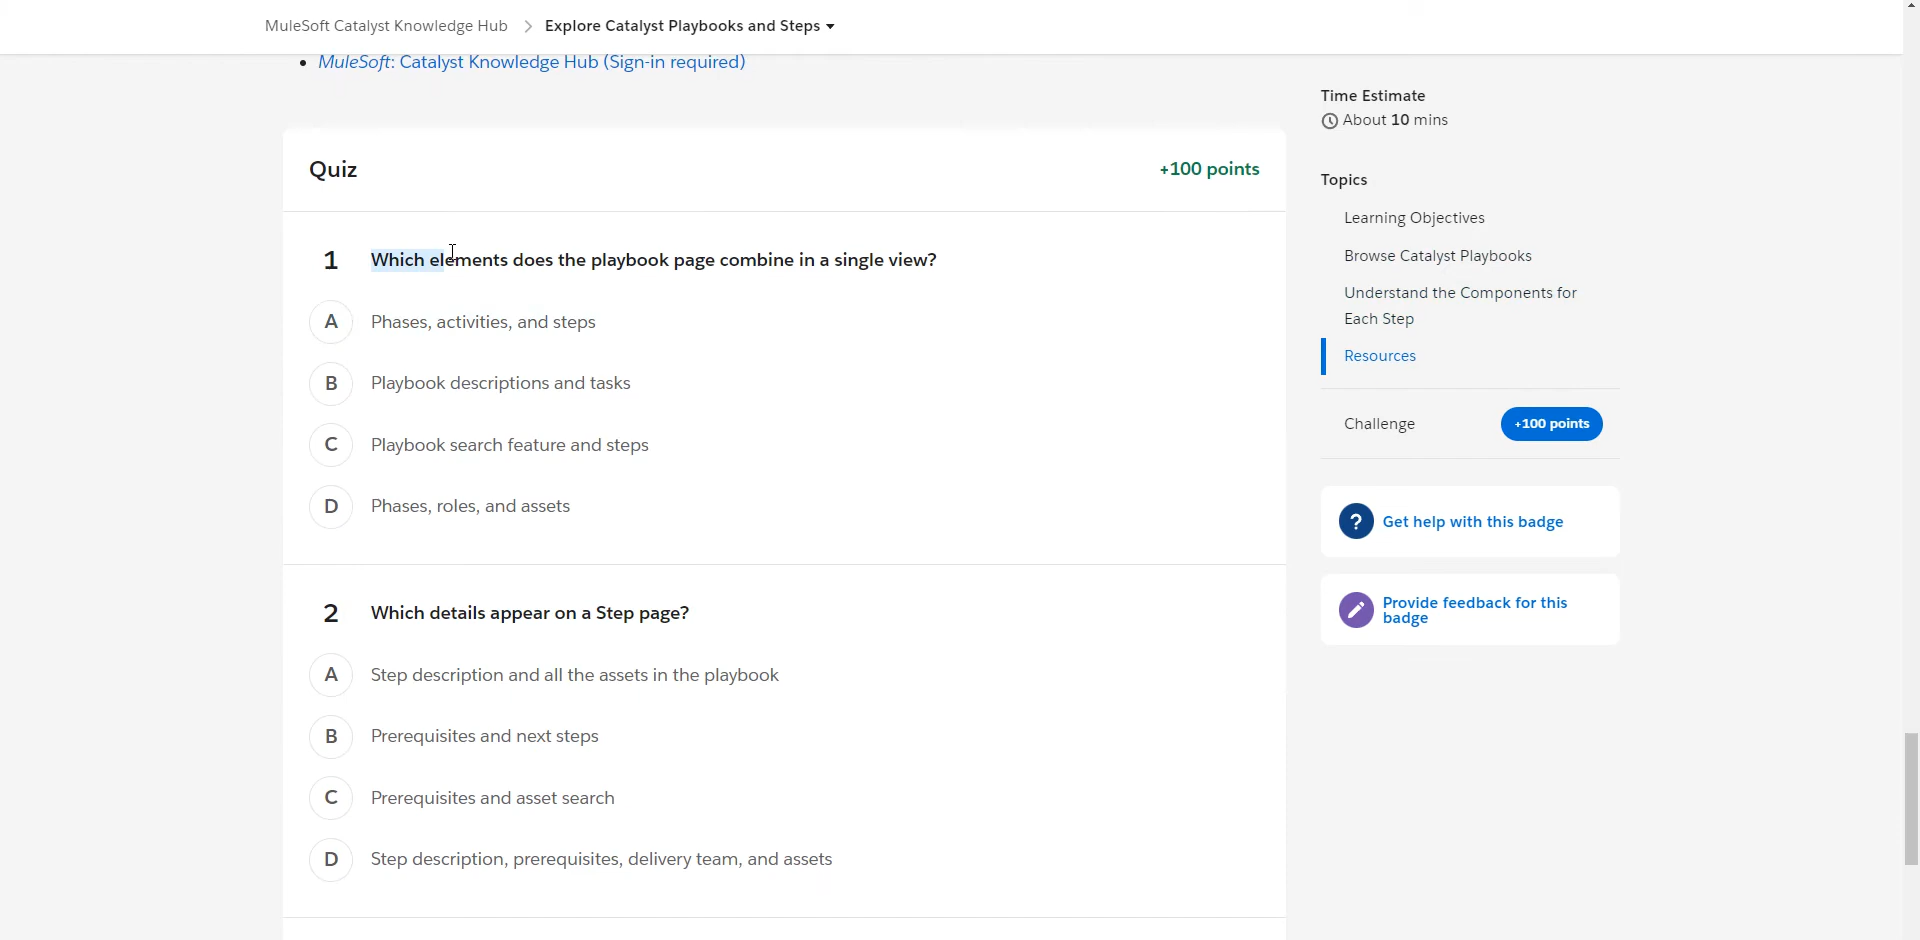 MuleSoft Catalyst Knowledge Hub > Explore Catalyst Playbooks and Steps
• MuleSoft: Catalyst Knowledge Hub (Sign-in required)
Quiz
+100 points
1 Which elements does the playbook page combine in a single view?
A Phases, activities, and steps
B Playbook descriptions and tasks
C Playbook search feature and steps
D Phases, roles, and assets
2 Which details appear on a Step page?
A Step description and all the assets in the playbook
B Prerequisites and next steps
C Prerequisites and asset search
D Step description, prerequisites, delivery team, and assets
Time Estimate
About 10 mins
Topics
Learning Objectives
Browse Catalyst Playbooks
Understand the Components for
Each Step
Resources
Challenge +100 points
? Get help with this badge
Provide feedback for this
badge